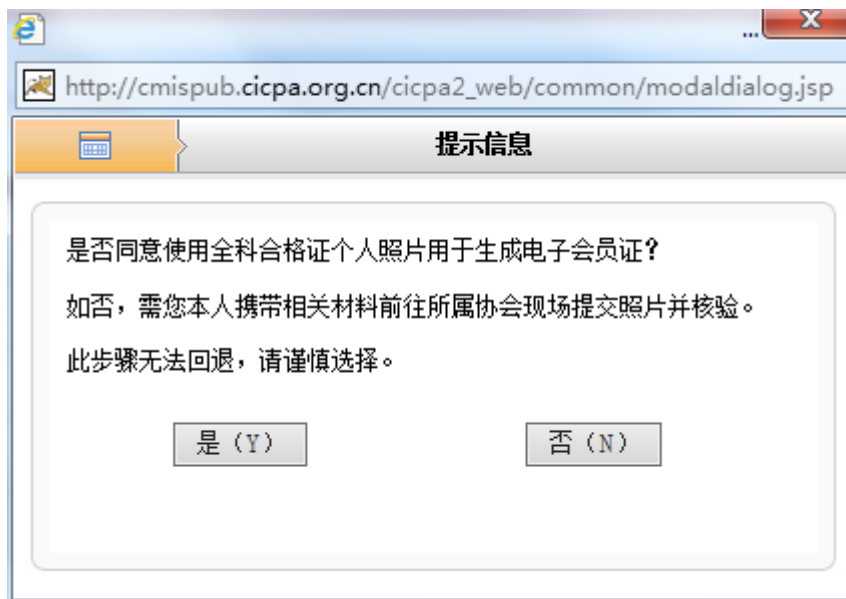 ...
http://cmispub.cicpa.org.cn/cicpa2_web/common/modaldialog.jsp
提示信息
是否同意使用全科合格证个人照片用于生成电子会员证？
如否，需您本人携带相关材料前往所属协会现场提交照片并核验。
此步骤无法回退，请谨慎选择。
是（Y） 否（N）